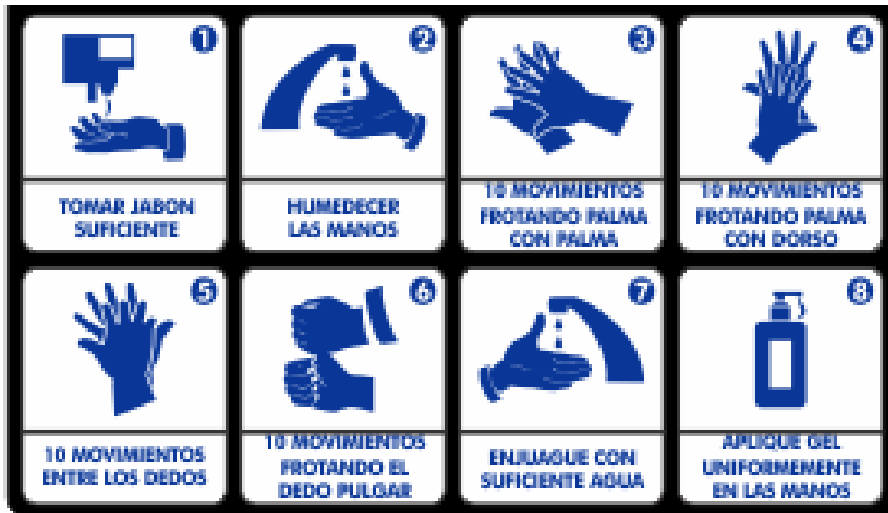 1
TOMAR JABON
SUFICIENTE
2
HUMEDECER
LAS MANOS
3
10 MOVIMIENTOS
FROTANDO PALMA
CON PALMA
4
10 MOVIMIENTOS
FROTANDO PALMA
CON DORSO
5
10 MOVIMIENTOS
ENTRE LOS DEDOS
6
10 MOVIMIENTOS
FROTANDO EL
DEDO PULGAR
7
ENJUAGUE CON
SUFICIENTE AGUA
8
APLIQUE GEL
UNIFORMEMENTE
EN LAS MANOS